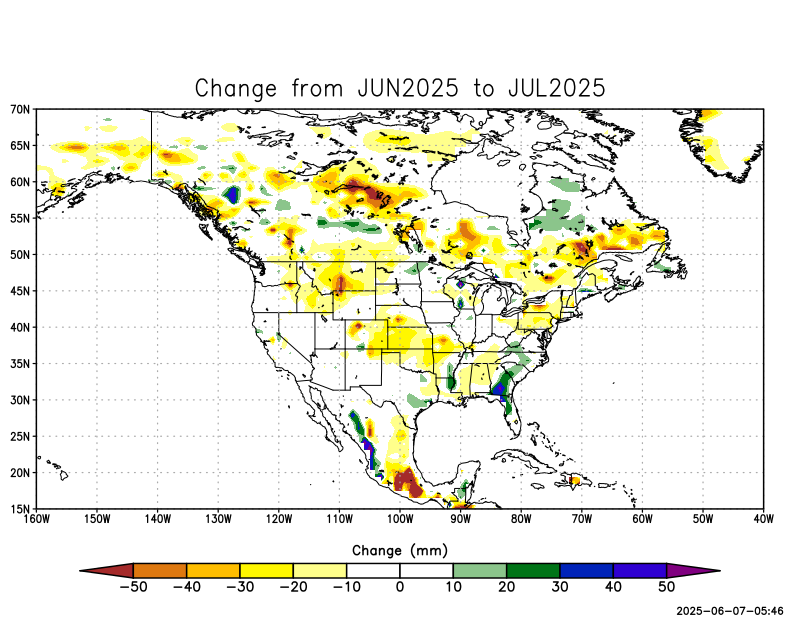 Change from JUN2025 to JUL2025
70N
65N
60N
55N
50N
45N
40N
35N
30N
25N
20N
15N
160W 150W 140W 130W 120W 110W 100W 90W 80W 70W 60W 50W 40W
Change (mm)
−50 −40 −30 −20 −10 0 10 20 30 40 50
2025-06-07-05:46